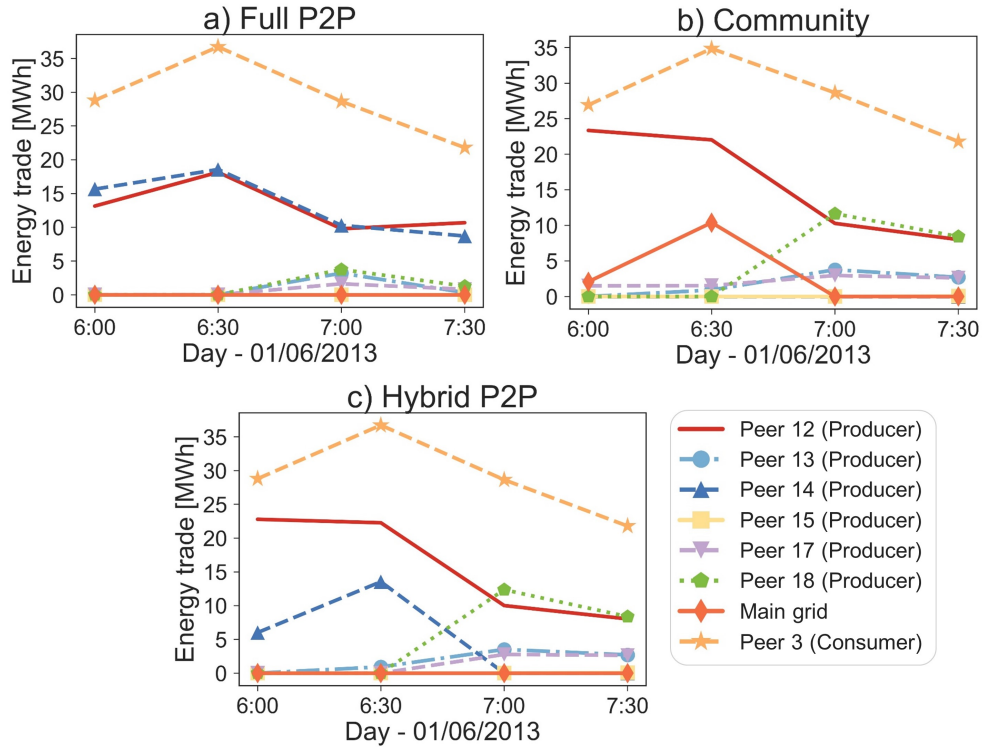 a) Full P2P
Energy trade [MWh]
35
30
25
20
15
10
5
0
6:00 6:30 7:00 7:30
Day - 01/06/2013
b) Community
Energy trade [MWh]
35
30
25
20
15
10
5
0
6:00 6:30 7:00 7:30
Day - 01/06/2013
c) Hybrid P2P
Energy trade [MWh]
35
30
25
20
15
10
5
0
6:00 6:30 7:00 7:30
Day - 01/06/2013
Peer 12 (Producer)
Peer 13 (Producer)
Peer 14 (Producer)
Peer 15 (Producer)
Peer 17 (Producer)
Peer 18 (Producer)
Main grid
Peer 3 (Consumer)